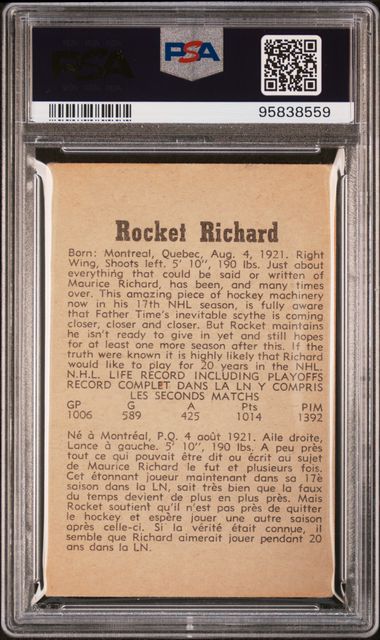 PSA
PSA
95838559
Rocket Richard
Born: Montreal, Quebec, Aug. 4, 1921. Right
Wing, Shoots left. 5' 10", 190 lbs. Just about
everything that could be said or written of
Maurice Richard, has been, and many times
over. This amazing piece of hockey machinery
now in his 17th NHL season, is fully aware
that Father Time's inevitable scythe is coming
closer, closer and closer. But Rocket maintains
he isn't ready to give in yet and still hopes
for at least one more season after this. If the
truth were known it is highly likely that Richard
would like to play for 20 years in the NHL.
N.H.L. LIFE RECORD INCLUDING PLAYOFFS
RECORD COMPLET DANS LA LN Y COMPRIS
LES SECONDS MATCHS
GP G A Pts PIM
1006 589 425 1014 1392
Né à Montréal, P.Q. 4 août 1921. Aile droite,
Lance à gauche. 5' 10", 190 lbs. A peu près
tout ce qui pouvait être dit ou écrit au sujet
de Maurice Richard le fut et plusieurs fois.
Cet étonnant joueur maintenant dans sa 17è
saison dans la LN, sait très bien que la faux
du temps devient de plus en plus près. Mais
Rocket soutient qu'il n'est pas près de quitter
le hockey et espère jouer une autre saison
après celle-ci. Si la vérité était connue, il
semble que Richard aimerait jouer pendant 20
ans dans la LN.